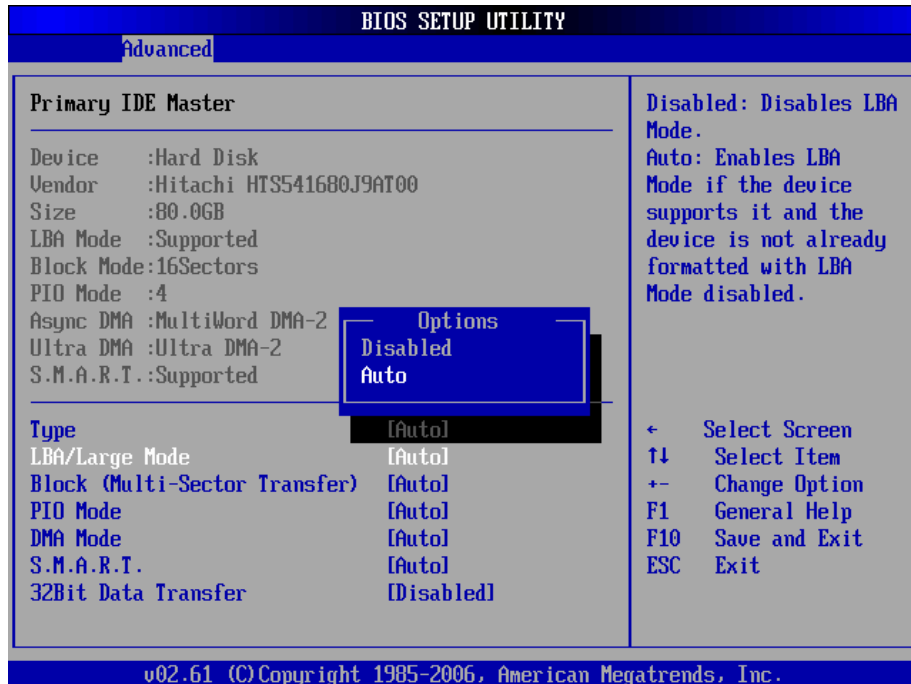 BIOS SETUP UTILITY
Advanced
Primary IDE Master
Device :Hard Disk
Vendor :Hitachi HTS541680J9AT00
Size :80.0GB
LBA Mode :Supported
Block Mode:16Sectors
PIO Mode :4
Async DMA :MultiWord DMA-2
Ultra DMA :Ultra DMA-2
S.M.A.R.T.:Supported
Options
Disabled
Auto
Type [Auto]
LBA/Large Mode [Auto]
Block (Multi-Sector Transfer) [Auto]
PIO Mode [Auto]
DMA Mode [Auto]
S.M.A.R.T. [Auto]
32Bit Data Transfer [Disabled]
Disabled: Disables LBA
Mode.
Auto: Enables LBA
Mode if the device
supports it and the
device is not already
formatted with LBA
Mode disabled.
← Select Screen
↑↓ Select Item
+- Change Option
F1 General Help
F10 Save and Exit
ESC Exit
v02.61 (C)Copyright 1985-2006, American Megatrends, Inc.